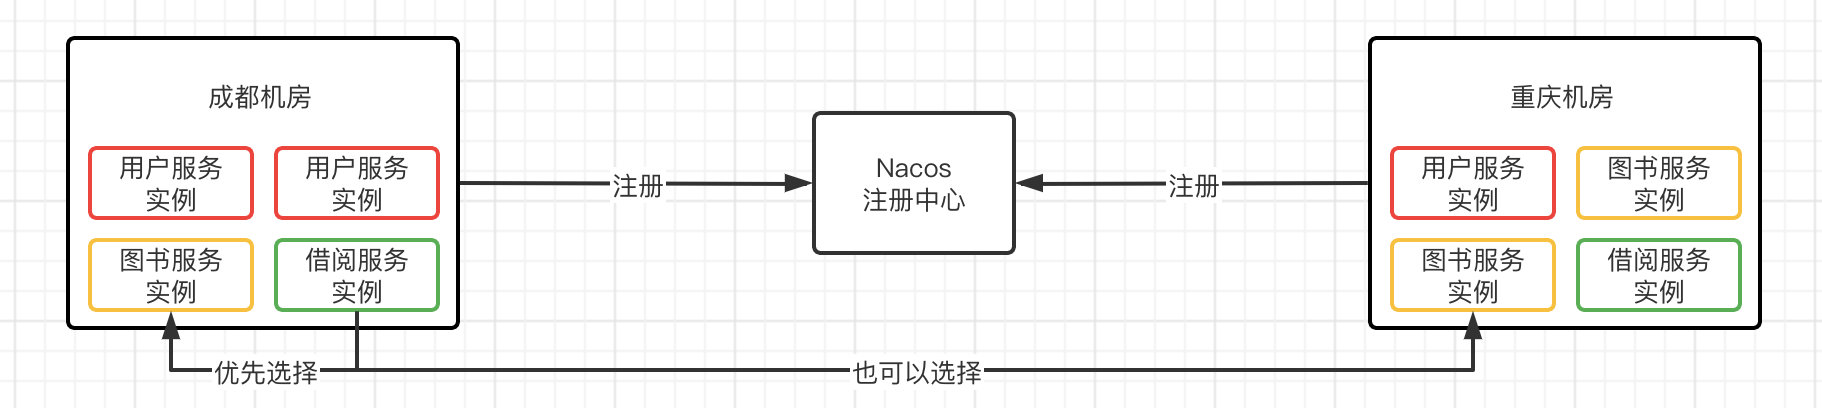 成都机房
用户服务
实例
用户服务
实例
图书服务
实例
借阅服务
实例
注册
Nacos
注册中心
注册
重庆机房
用户服务
实例
图书服务
实例
图书服务
实例
借阅服务
实例
优先选择
也可以选择